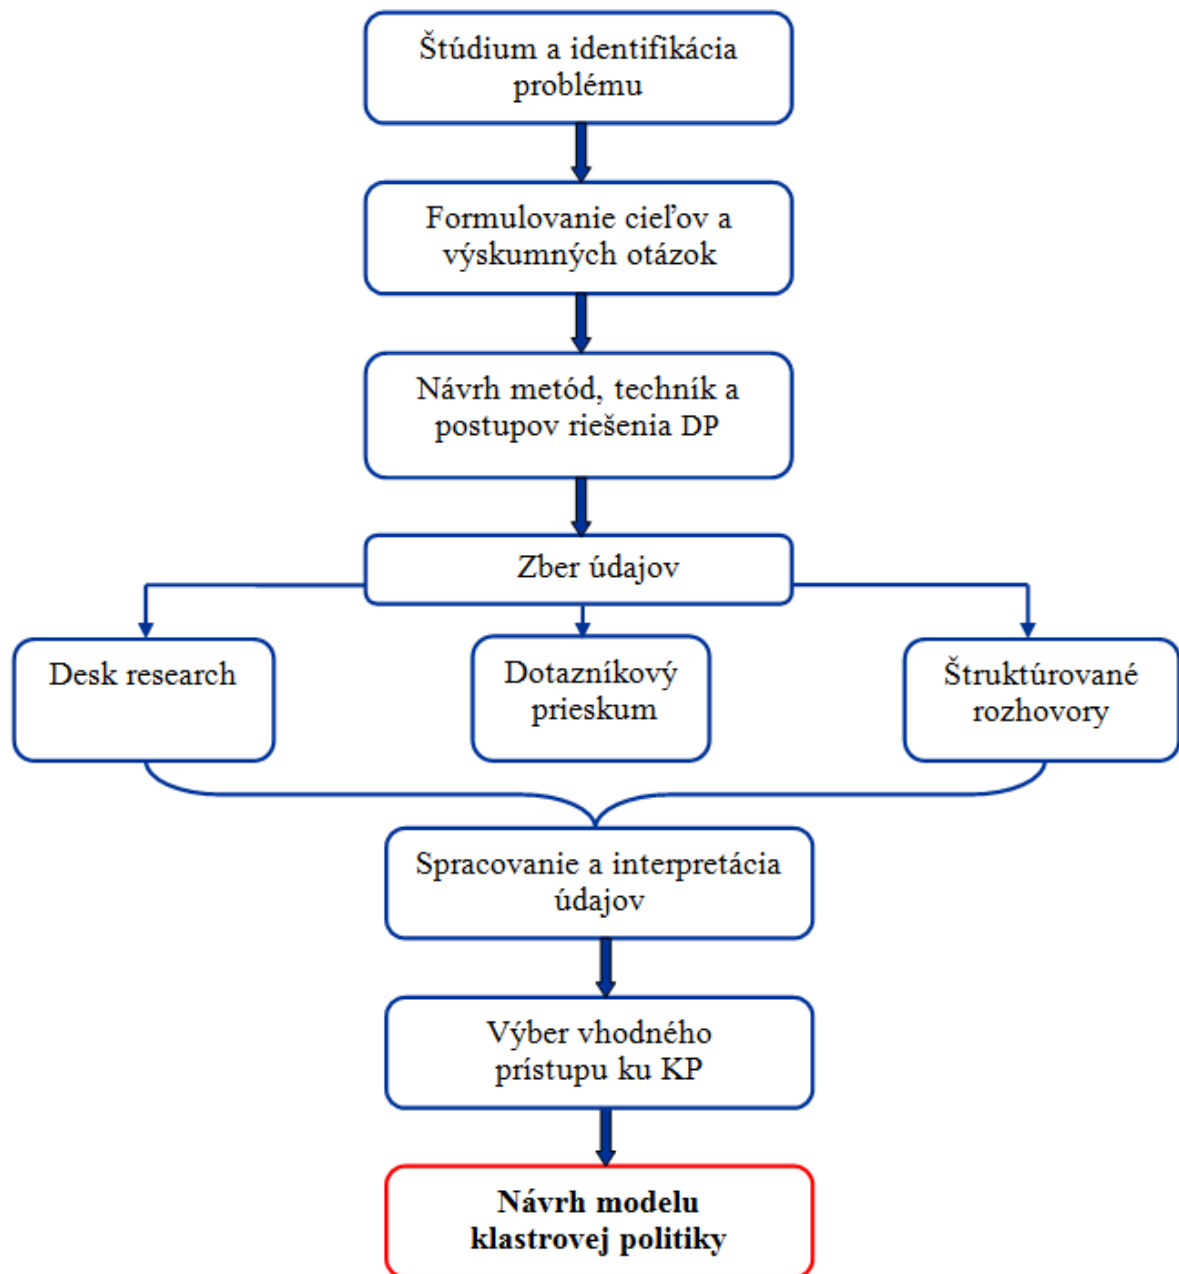 Štúdium a identifikácia
problému
Formulovanie cieľov a
výskumných otázok
Návrh metód, techník a
postupov riešenia DP
Zber údajov
Desk research
Dotazníkový
prieskum
Štruktúrované
rozhovory
Spracovanie a interpretácia
údajov
Výber vhodného
prístupu ku KP
Návrh modelu
klastrovej politiky